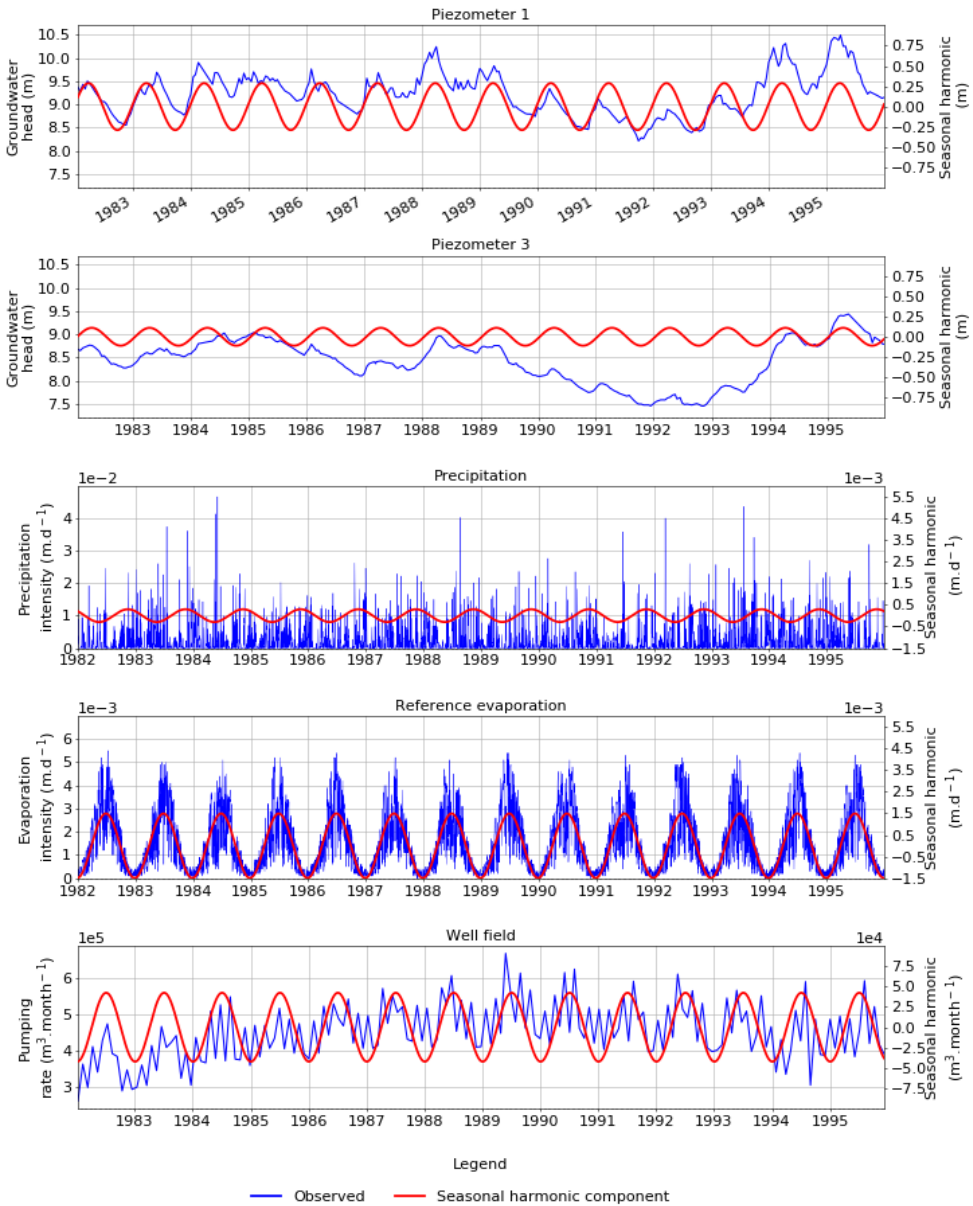 Piezometer 1
Groundwater
head (m)
10.5
10.0
9.5
9.0
8.5
8.0
7.5
0.75
0.50
0.25
0.00
−0.25
−0.50
−0.75
Seasonal harmonic
(m)
1983 1984 1985 1986 1987 1988 1989 1990 1991 1992 1993 1994 1995
Piezometer 3
Groundwater
head (m)
10.5
10.0
9.5
9.0
8.5
8.0
7.5
0.75
0.50
0.25
0.00
−0.25
−0.50
−0.75
Seasonal harmonic
(m)
1983 1984 1985 1986 1987 1988 1989 1990 1991 1992 1993 1994 1995
1e−2 Precipitation 1e−3
Precipitation
intensity (m.d⁻¹)
4
3
2
1
0
5.5
4.5
3.5
2.5
1.5
0.5
−0.5
−1.5
Seasonal harmonic
(m.d⁻¹)
1982 1983 1984 1985 1986 1987 1988 1989 1990 1991 1992 1993 1994 1995
1e−3 Reference evaporation 1e−3
Evaporation
intensity (m.d⁻¹)
6
5
4
3
2
1
0
5.5
4.5
3.5
2.5
1.5
0.5
−0.5
−1.5
Seasonal harmonic
(m.d⁻¹)
1982 1983 1984 1985 1986 1987 1988 1989 1990 1991 1992 1993 1994 1995
1e5 Well field 1e4
Pumping
rate (m³.month⁻¹)
6
5
4
3
7.5
5.0
2.5
0.0
−2.5
−5.0
−7.5
Seasonal harmonic
(m³.month⁻¹)
1983 1984 1985 1986 1987 1988 1989 1990 1991 1992 1993 1994 1995
Legend
Observed Seasonal harmonic component